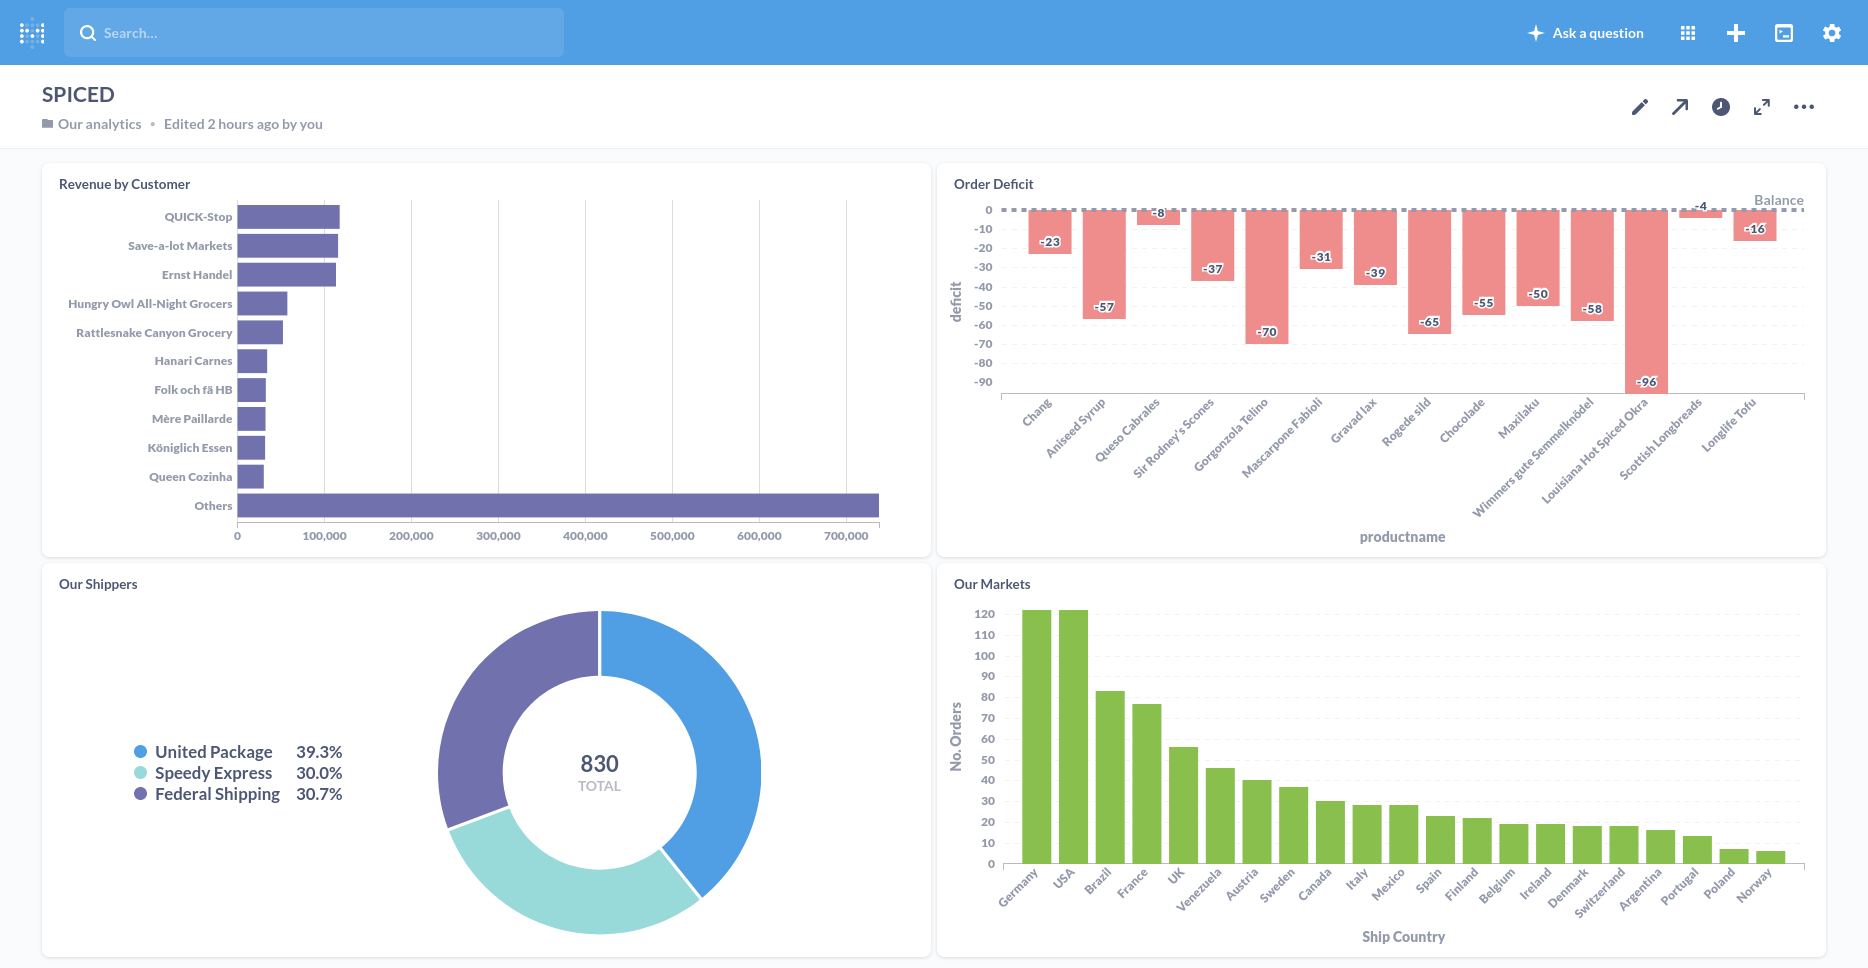 Search...
Ask a question
SPICED
Our analytics • Edited 2 hours ago by you
Revenue by Customer
QUICK-Stop
Save-a-lot Markets
Ernst Handel
Hungry Owl All-Night Grocers
Rattlesnake Canyon Grocery
Hanari Carnes
Folk och fä HB
Mère Paillarde
Königlich Essen
Queen Cozinha
Others
0 100,000 200,000 300,000 400,000 500,000 600,000 700,000
Order Deficit
Balance
deficit
0
-10
-20
-30
-40
-50
-60
-70
-80
-90
-23 -57 -8 -37 -70 -31 -39 -65 -55 -50 -58 -96 -4 -16
Chang
Aniseed Syrup
Queso Cabrales
Sir Rodney's Scones
Gorgonzola Telino
Mascarpone Fabioli
Gravad lax
Rogede sild
Chocolade
Maxilaku
Wimmers gute Semmelknödel
Louisiana Hot Spiced Okra
Scottish Longbreads
Longlife Tofu
productname
Our Shippers
United Package 39.3%
Speedy Express 30.0%
Federal Shipping 30.7%
830
TOTAL
Our Markets
No. Orders
120
110
100
90
80
70
60
50
40
30
20
10
0
Germany
USA
Brazil
France
UK
Venezuela
Austria
Sweden
Canada
Italy
Mexico
Spain
Finland
Belgium
Ireland
Denmark
Switzerland
Argentina
Portugal
Poland
Norway
Ship Country